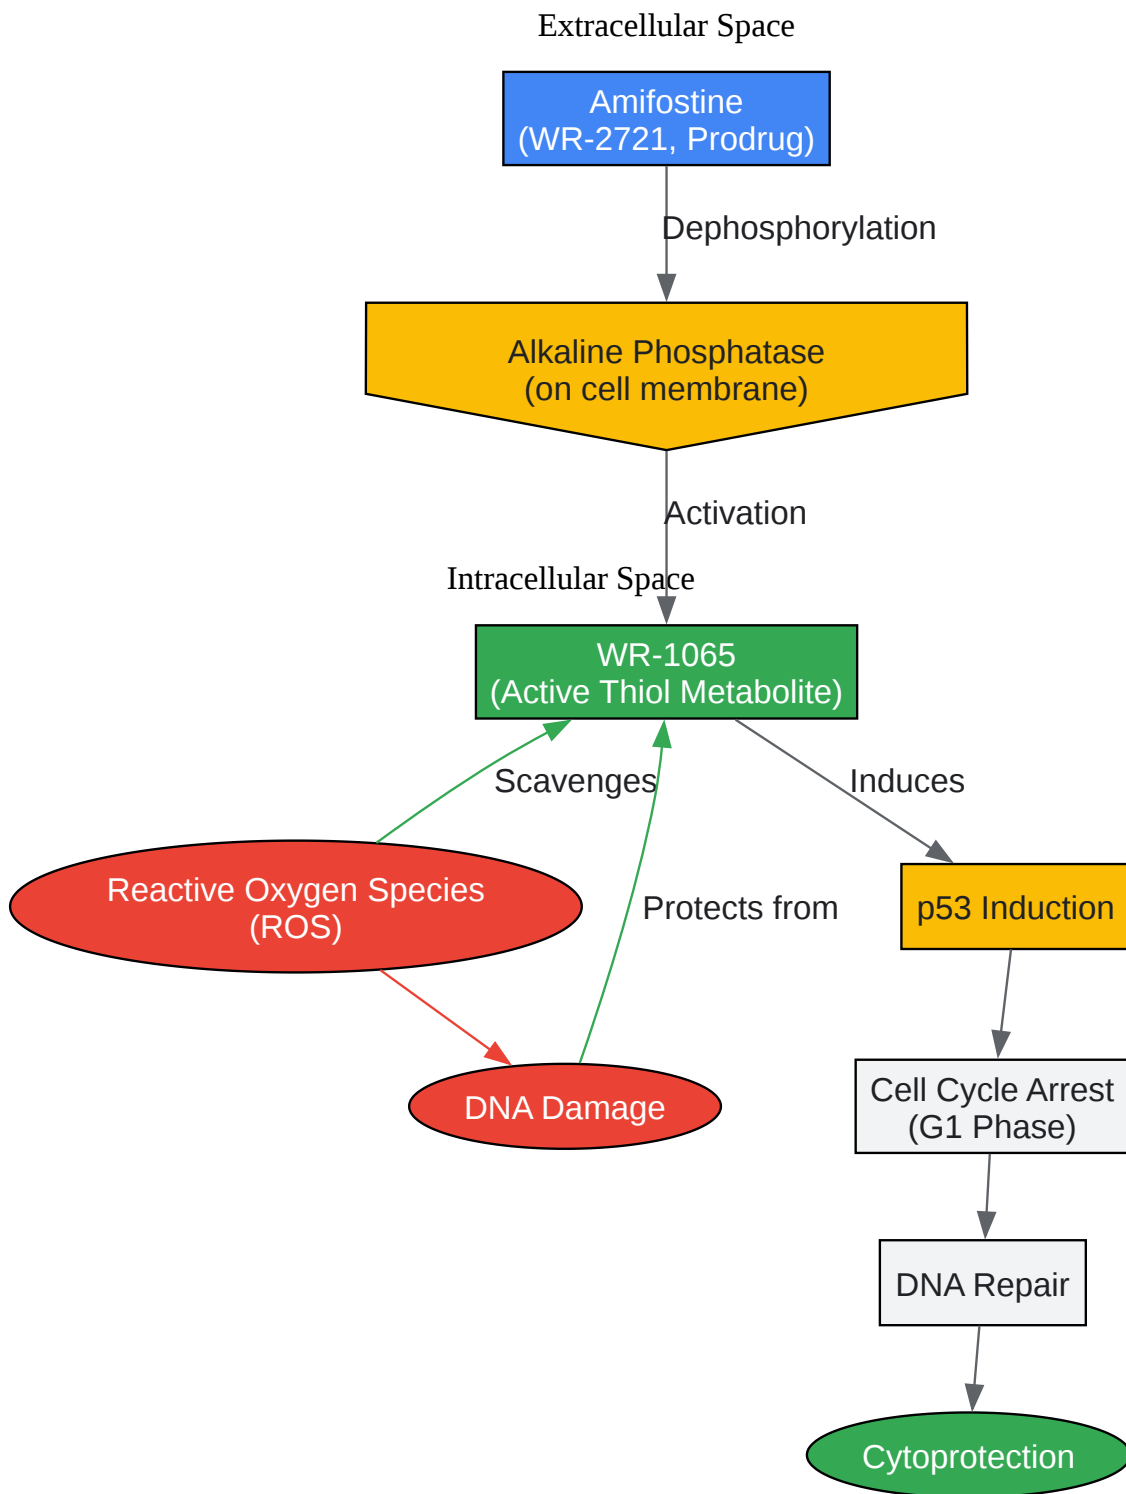 Extracellular Space
Amifostine
(WR-2721, Prodrug)
Dephosphorylation
Alkaline Phosphatase
(on cell membrane)
Activation
Intracellular Space
WR-1065
(Active Thiol Metabolite)
Scavenges
Induces
Reactive Oxygen Species
(ROS)
Protects from
p53 Induction
DNA Damage
Cell Cycle Arrest
(G1 Phase)
DNA Repair
Cytoprotection